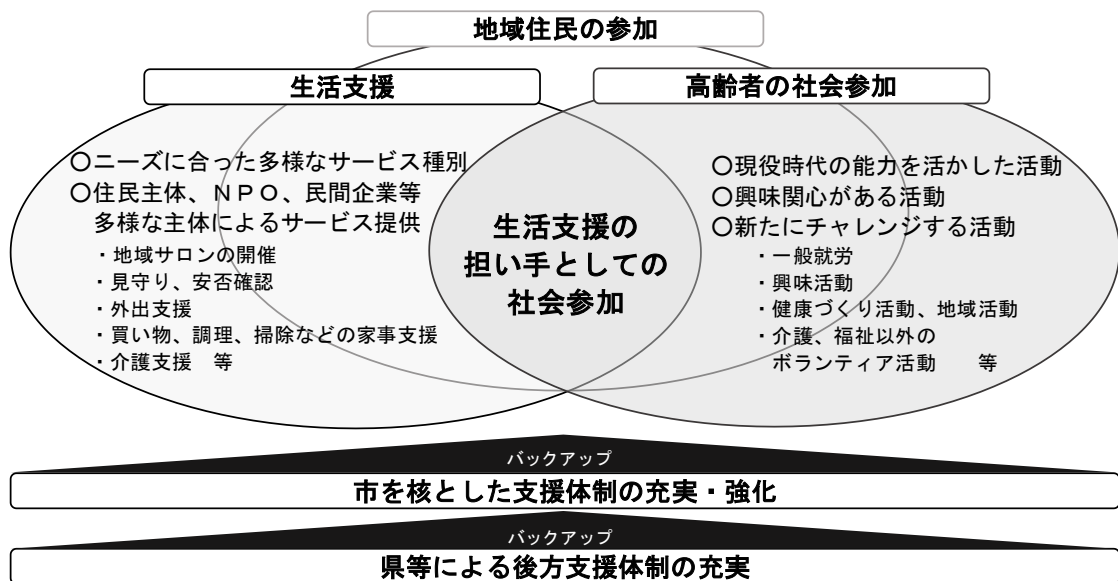 地域住民の参加
生活支援
〇ニーズに合った多様なサービス種別
〇住民主体、ＮＰＯ、民間企業等
多様な主体によるサービス提供
・地域サロンの開催
・見守り、安否確認
・外出支援
・買い物、調理、掃除などの家事支援
・介護支援　等
生活支援の
担い手としての
社会参加
高齢者の社会参加
〇現役時代の能力を活かした活動
〇興味関心がある活動
〇新たにチャレンジする活動
・一般就労
・興味活動
・健康づくり活動、地域活動
・介護、福祉以外の
ボランティア活動　　等
バックアップ
市を核とした支援体制の充実・強化
バックアップ
県等による後方支援体制の充実